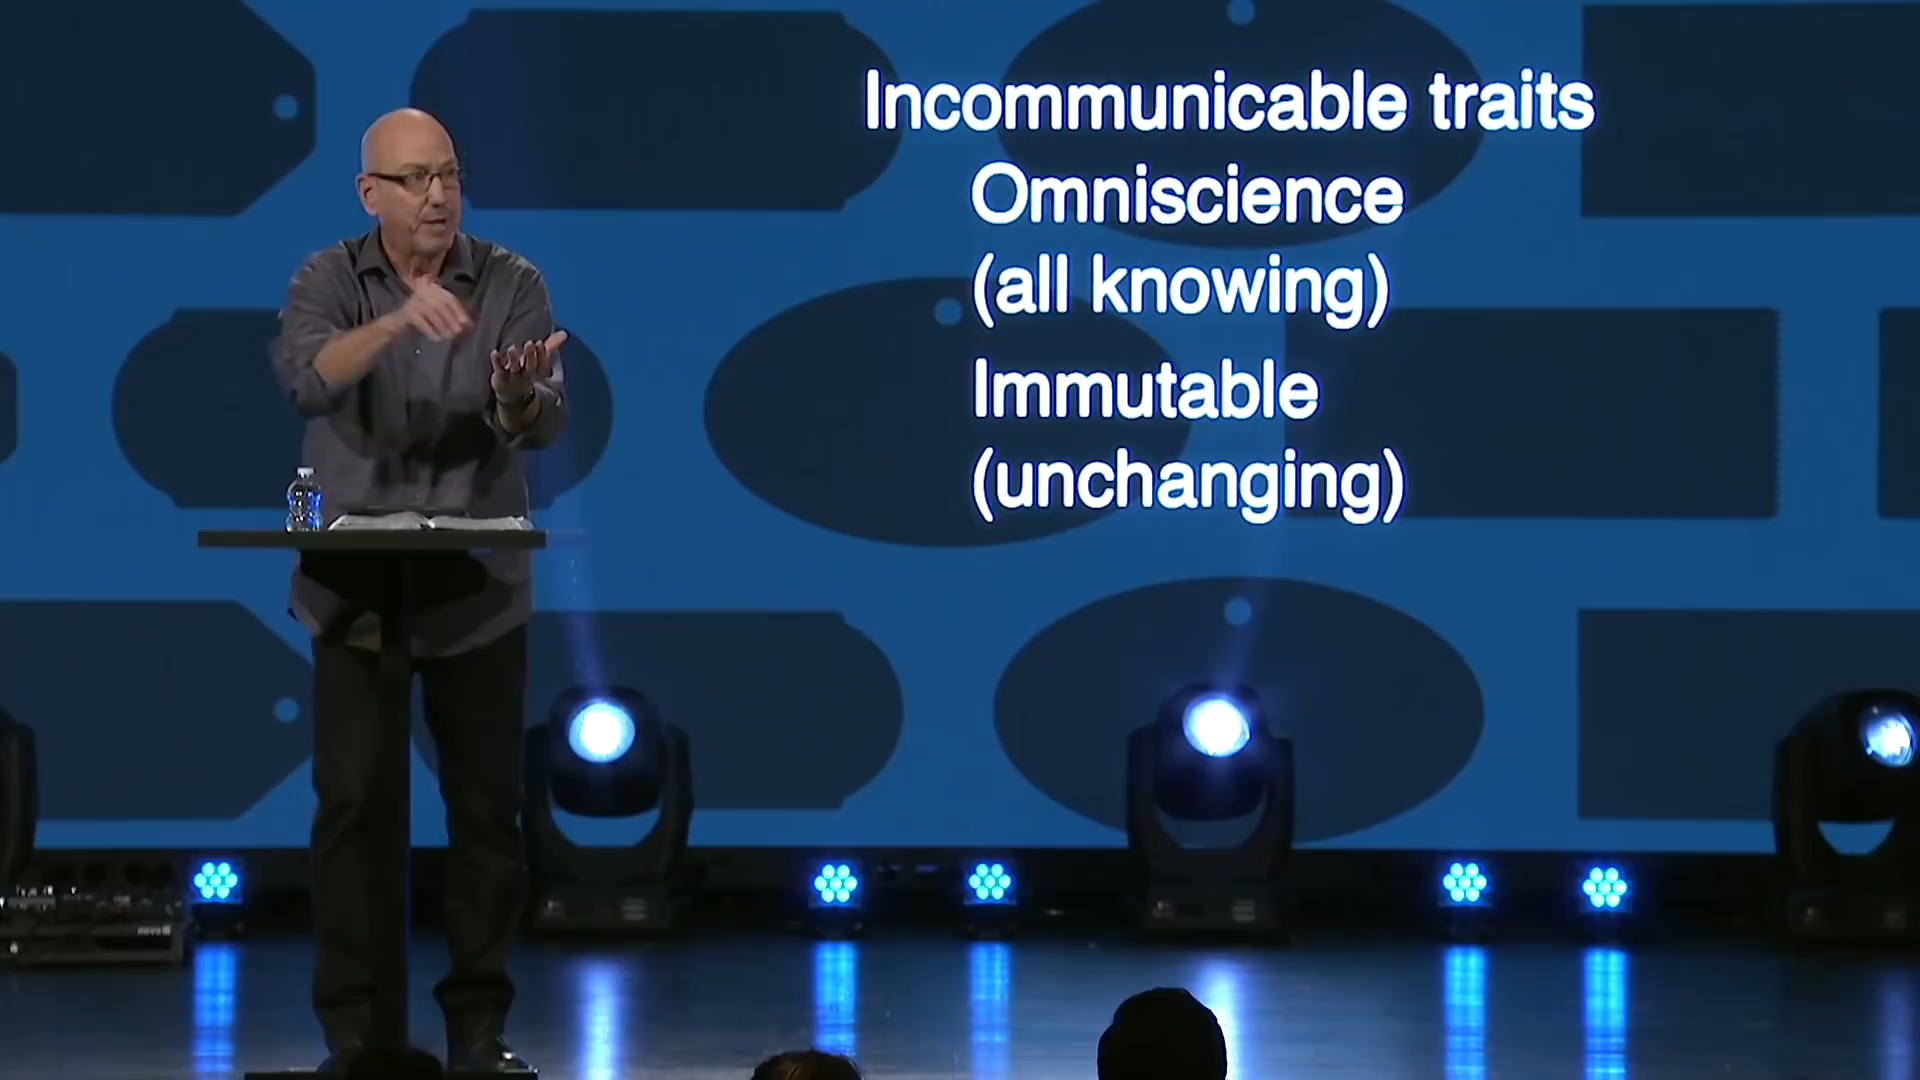 Incommunicable traits
Omniscience
(all knowing)
Immutable
(unchanging)